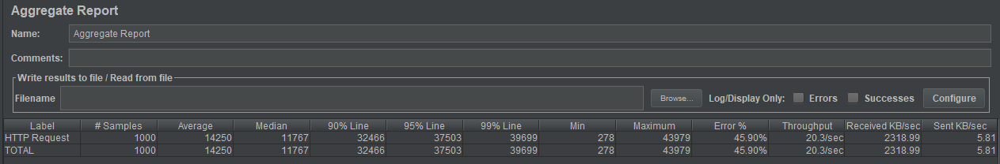 Aggregate Report
Name: Aggregate Report
Comments:
Write results to file / Read from file
Filename Browse... Log/Display Only: Errors Successes Configure
Label # Samples Average Median 90% Line 95% Line 99% Line Min Maximum Error % Throughput Received KB/sec Sent KB/sec
HTTP Request 1000 14250 11767 32466 37503 39699 278 43979 45.90% 20.3/sec 2318.99 5.81
TOTAL 1000 14250 11767 32466 37503 39699 278 43979 45.90% 20.3/sec 2318.99 5.81